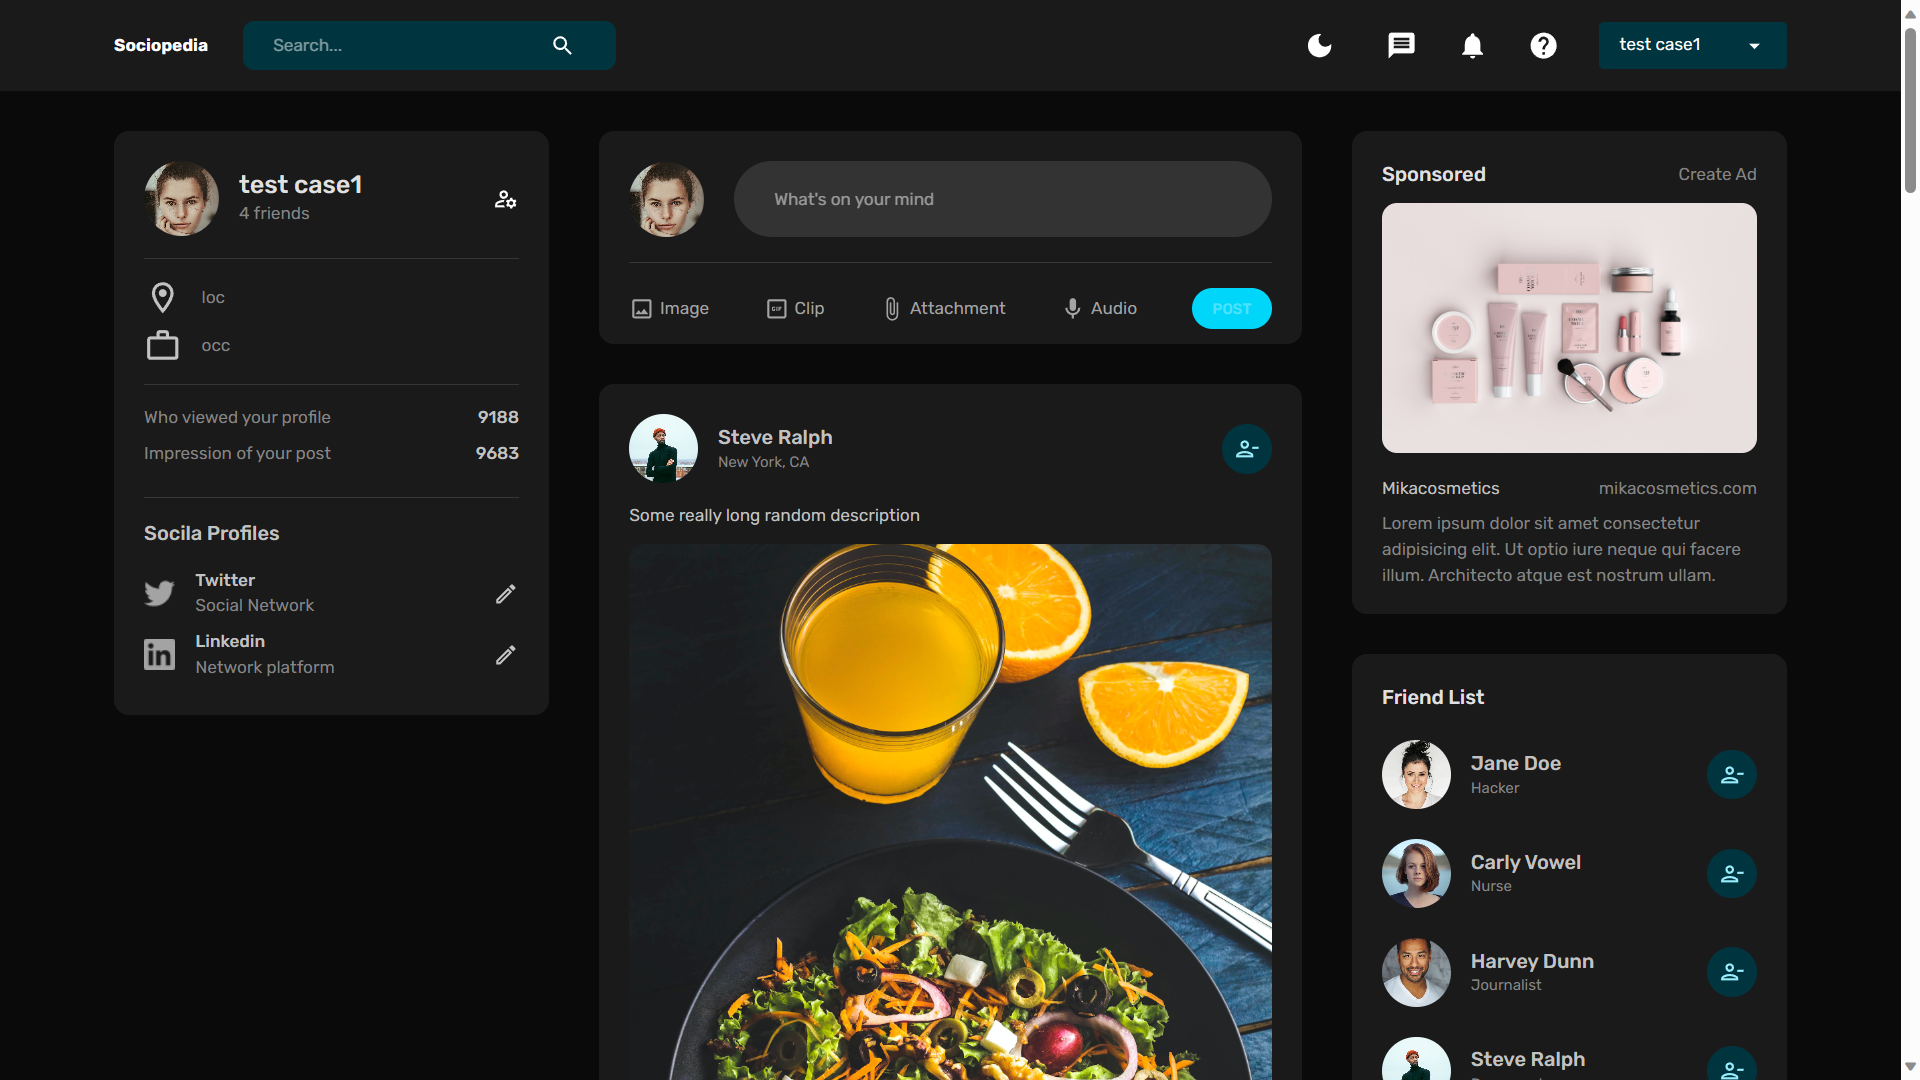 Sociopedia
Search...
test case1
test case1
4 friends
loc
occ
Who viewed your profile 9188
Impression of your post 9683
Socila Profiles
Twitter
Social Network
Linkedin
Network platform
What's on your mind
Image
Clip
Attachment
Audio
POST
Steve Ralph
New York, CA
Some really long random description
Sponsored
Create Ad
Mikacosmetics
mikacosmetics.com
Lorem ipsum dolor sit amet consectetur
adipisicing elit. Ut optio iure neque qui facere
illum. Architecto atque est nostrum ullam.
Friend List
Jane Doe
Hacker
Carly Vowel
Nurse
Harvey Dunn
Journalist
Steve Ralph